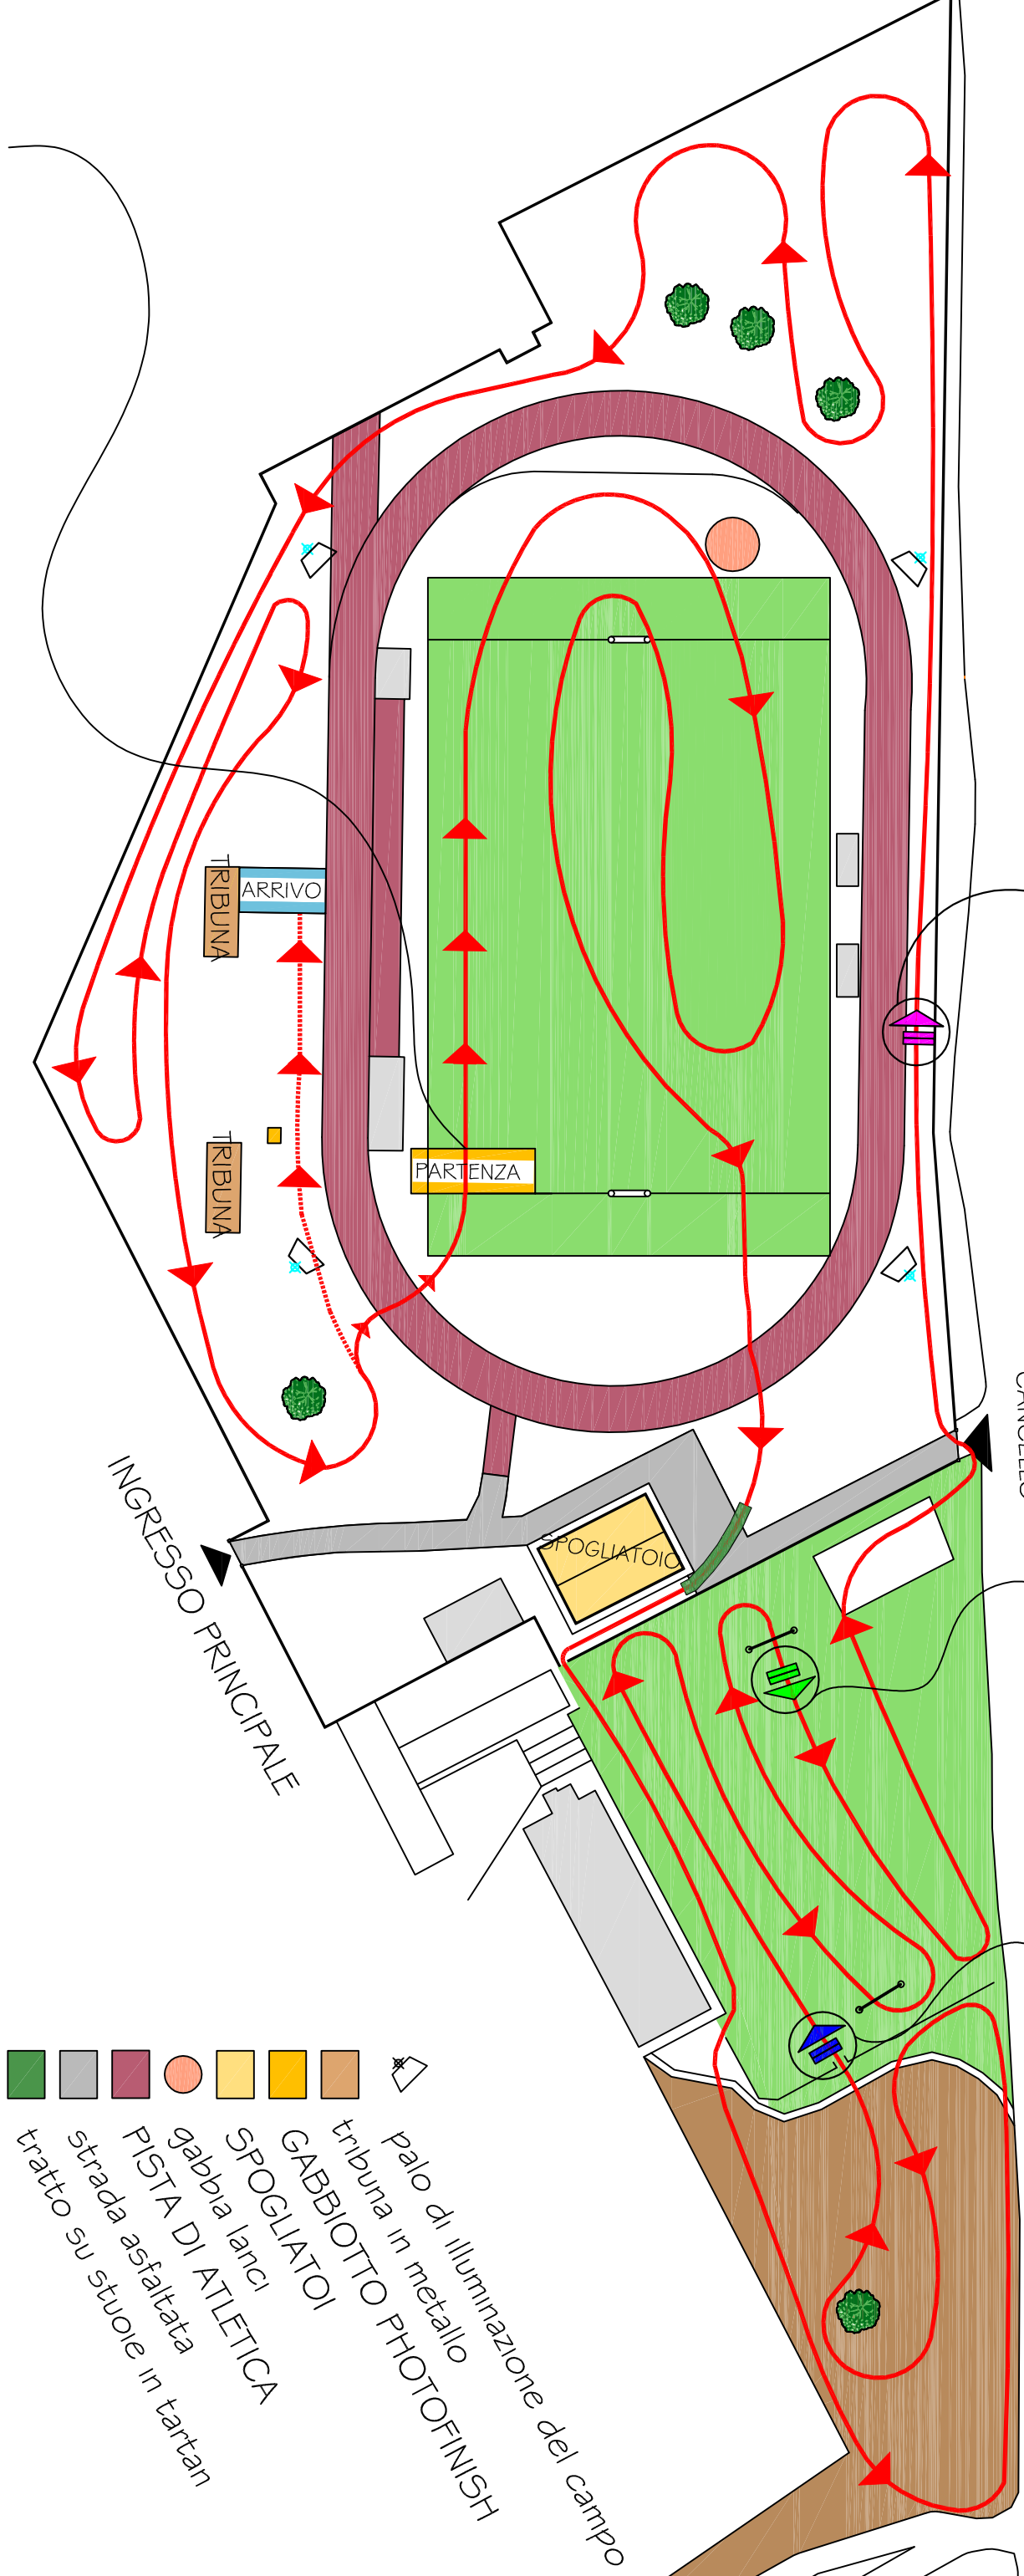 TRIBUNA
ARRIVO
TRIBUNA
PARTENZA
SPOGLIATOIO
INGRESSO PRINCIPALE
palo di illuminazione del campo
tribuna in metallo
GABBIOTTO PHOTOFINISH
SPOGLIATOI
gabbia lanci
PISTA DI ATLETICA
strada asfaltata
tratto su stuoie in tartan